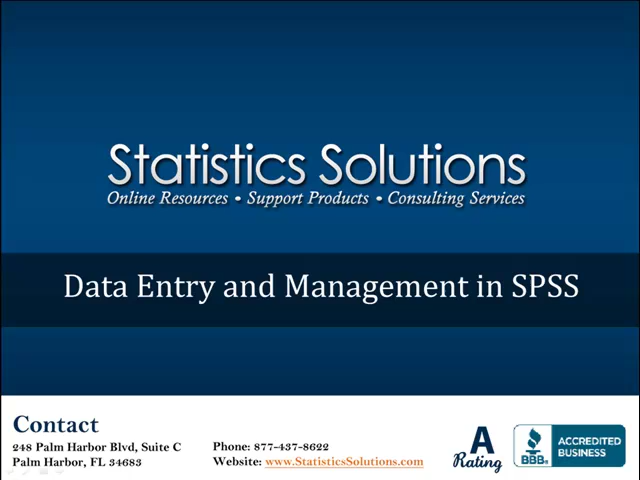 Statistics Solutions
Online Resources • Support Products • Consulting Services
Data Entry and Management in SPSS
Contact
248 Palm Harbor Blvd, Suite C
Palm Harbor, FL 34683
Phone: 877-437-8622
Website: www.StatisticsSolutions.com
A
Rating
BBB.
ACCREDITED
BUSINESS